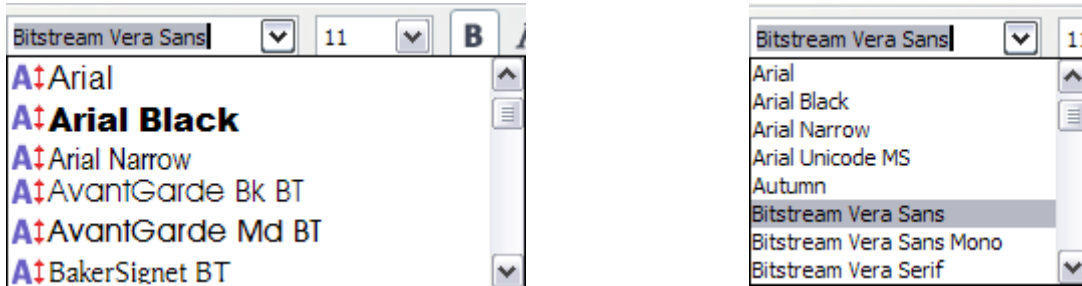 Bitstream Vera Sans 11 B
Arial
Arial Black
Arial Narrow
AvantGarde Bk BT
AvantGarde Md BT
BakerSignet BT
Bitstream Vera Sans
Arial
Arial Black
Arial Narrow
Arial Unicode MS
Autumn
Bitstream Vera Sans
Bitstream Vera Sans Mono
Bitstream Vera Serif